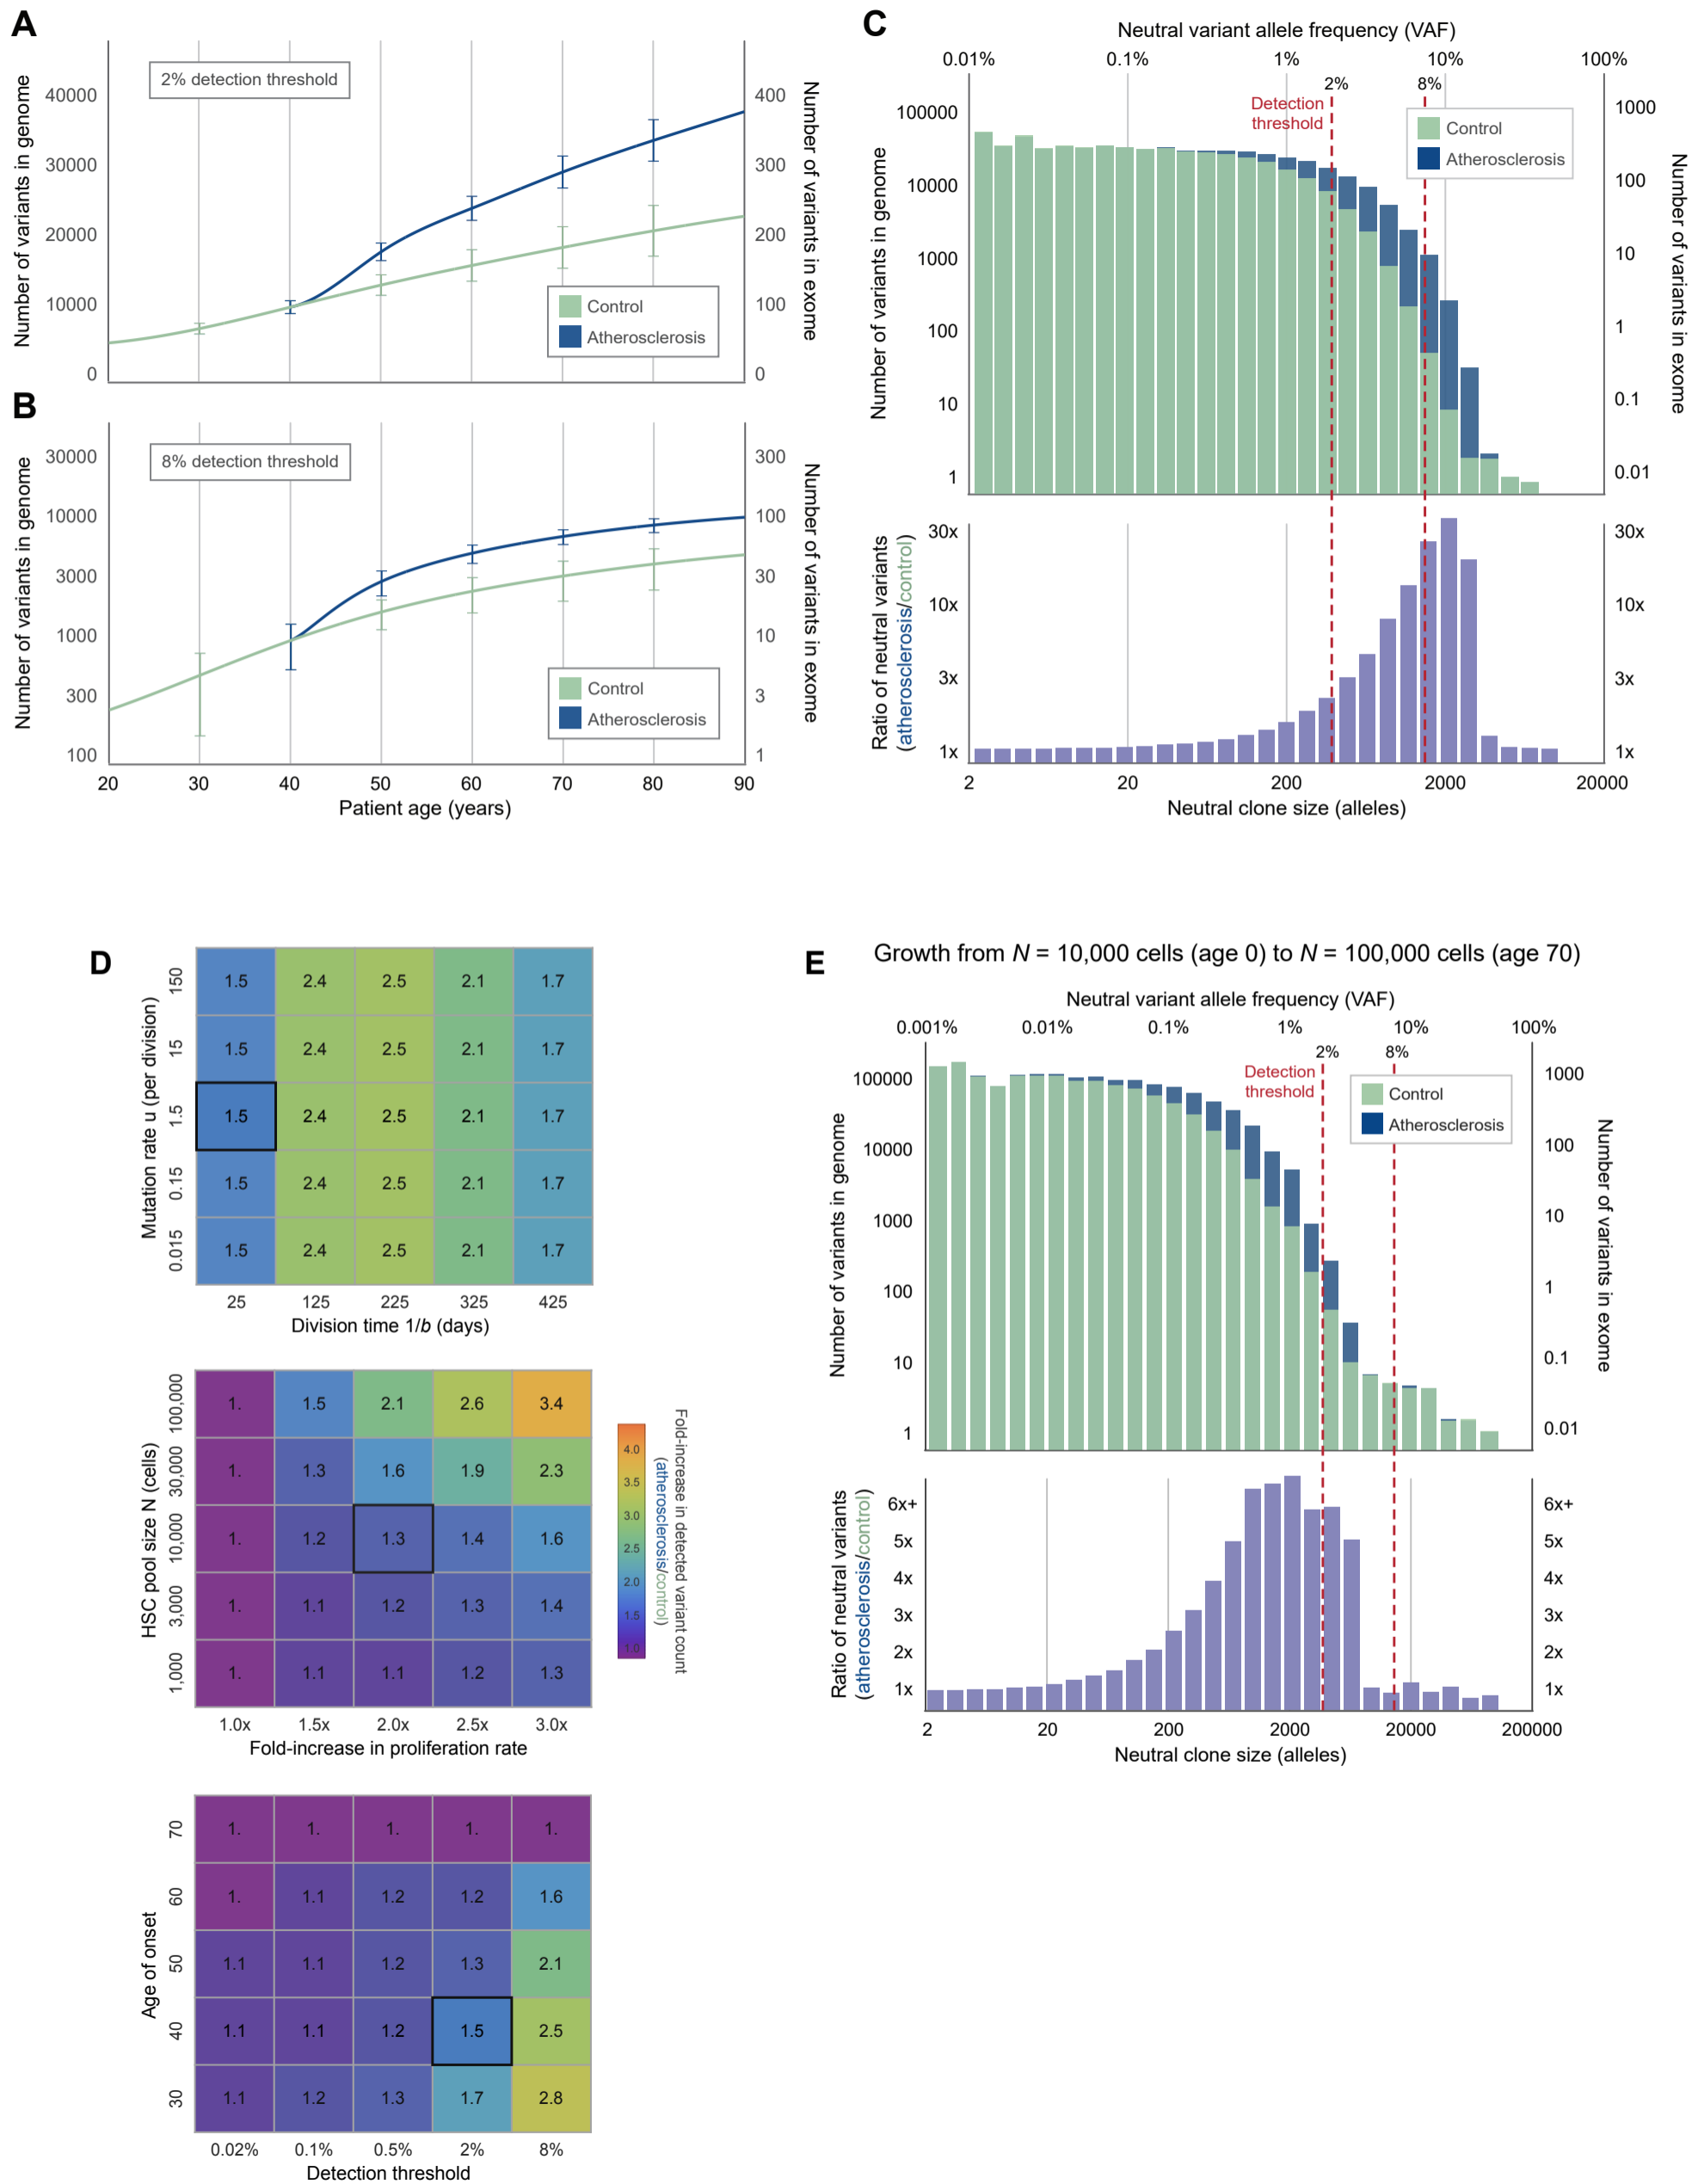 A
2% detection threshold
Number of variants in genome
40000
30000
20000
10000
0
400
300
200
100
0
Number of variants in exome
Control
Atherosclerosis
B
8% detection threshold
Number of variants in genome
30000
10000
3000
1000
300
100
300
100
30
10
3
1
Number of variants in exome
Control
Atherosclerosis
20 30 40 50 60 70 80 90
Patient age (years)
C
Neutral variant allele frequency (VAF)
0.01% 0.1% 1% 10% 100%
2% 8%
Detection
threshold
Control
Atherosclerosis
Number of variants in genome
100000
10000
1000
100
10
1
1000
100
10
1
0.1
0.01
Number of variants in exome
Ratio of neutral variants
(atherosclerosis/control)
30x
10x
3x
1x
30x
10x
3x
1x
2 20 200 2000 20000
Neutral clone size (alleles)
D
Mutation rate u (per division)
150 1.5 2.4 2.5 2.1 1.7
15 1.5 2.4 2.5 2.1 1.7
1.5 1.5 2.4 2.5 2.1 1.7
0.15 1.5 2.4 2.5 2.1 1.7
0.015 1.5 2.4 2.5 2.1 1.7
25 125 225 325 425
Division time 1/b (days)
HSC pool size N (cells)
100,000 1. 1.5 2.1 2.6 3.4
30,000 1. 1.3 1.6 1.9 2.3
10,000 1. 1.2 1.3 1.4 1.6
3,000 1. 1.1 1.2 1.3 1.4
1,000 1. 1.1 1.1 1.2 1.3
1.0x 1.5x 2.0x 2.5x 3.0x
Fold-increase in proliferation rate
4.0
3.5
3.0
2.5
2.0
1.5
1.0
Fold-increase in detected variant count
(atherosclerosis/control)
Age of onset
70 1. 1. 1. 1. 1.
60 1. 1.1 1.2 1.2 1.6
50 1.1 1.1 1.2 1.3 2.1
40 1.1 1.1 1.2 1.5 2.5
30 1.1 1.2 1.3 1.7 2.8
0.02% 0.1% 0.5% 2% 8%
Detection threshold
E
Growth from N = 10,000 cells (age 0) to N = 100,000 cells (age 70)
Neutral variant allele frequency (VAF)
0.001% 0.01% 0.1% 1% 10% 100%
2% 8%
Detection
threshold
Control
Atherosclerosis
Number of variants in genome
100000
10000
1000
100
10
1
1000
100
10
1
0.1
0.01
Number of variants in exome
Ratio of neutral variants
(atherosclerosis/control)
6x+
5x
4x
3x
2x
1x
6x+
5x
4x
3x
2x
1x
2 20 200 2000 20000 200000
Neutral clone size (alleles)